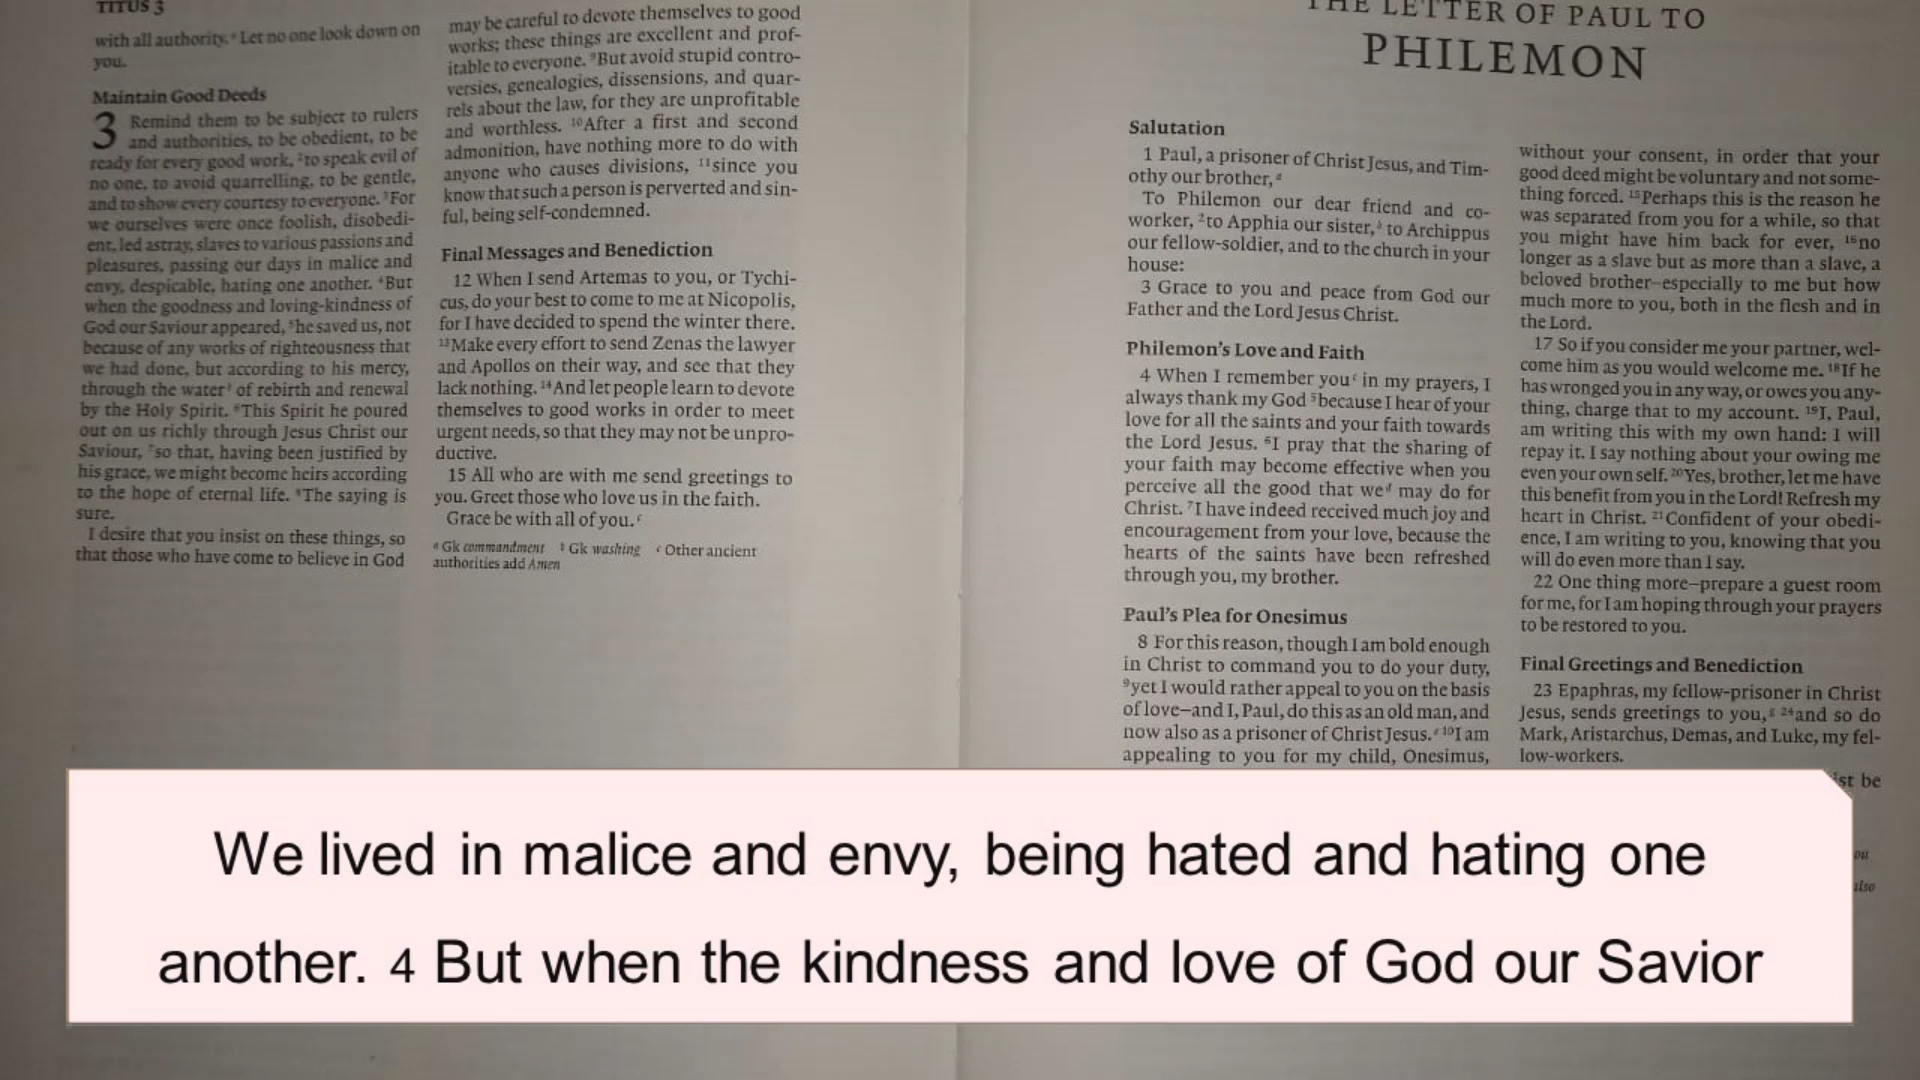 TITUS 3
with all authority.ᵃ Let no one look down on
you.
Maintain Good Deeds
3 Remind them to be subject to rulers
and authorities, to be obedient, to be
ready for every good work, ²to speak evil of
no one, to avoid quarrelling, to be gentle,
and to show every courtesy to everyone. ³For
we ourselves were once foolish, disobedi-
ent, led astray, slaves to various passions and
pleasures, passing our days in malice and
envy, despicable, hating one another. ⁴But
when the goodness and loving-kindness of
God our Saviour appeared, ⁵he saved us, not
because of any works of righteousness that
we had done, but according to his mercy,
through the waterᵇ of rebirth and renewal
by the Holy Spirit. ⁶This Spirit he poured
out on us richly through Jesus Christ our
Saviour, ⁷so that, having been justified by
his grace, we might become heirs according
to the hope of eternal life. ⁸The saying is
sure.
I desire that you insist on these things, so
that those who have come to believe in God
may be careful to devote themselves to good
works; these things are excellent and prof-
itable to everyone. ⁹But avoid stupid contro-
versies, genealogies, dissensions, and quar-
rels about the law, for they are unprofitable
and worthless. ¹⁰After a first and second
admonition, have nothing more to do with
anyone who causes divisions, ¹¹since you
know that such a person is perverted and sin-
ful, being self-condemned.
Final Messages and Benediction
12 When I send Artemas to you, or Tychi-
cus, do your best to come to me at Nicopolis,
for I have decided to spend the winter there.
¹³Make every effort to send Zenas the lawyer
and Apollos on their way, and see that they
lack nothing. ¹⁴And let people learn to devote
themselves to good works in order to meet
urgent needs, so that they may not be unpro-
ductive.
15 All who are with me send greetings to
you. Greet those who love us in the faith.
Grace be with all of you.ᶜ
ᵃ Gk commandment ᵇ Gk washing ᶜ Other ancient
authorities add Amen
THE LETTER OF PAUL TO
PHILEMON
Salutation
1 Paul, a prisoner of Christ Jesus, and Tim-
othy our brother,ᵃ
To Philemon our dear friend and co-
worker, ²to Apphia our sister,ᵇ to Archippus
our fellow-soldier, and to the church in your
house:
3 Grace to you and peace from God our
Father and the Lord Jesus Christ.
Philemon's Love and Faith
4 When I remember youᶜ in my prayers, I
always thank my God ⁵because I hear of your
love for all the saints and your faith towards
the Lord Jesus. ⁶I pray that the sharing of
your faith may become effective when you
perceive all the good that weᵈ may do for
Christ. ⁷I have indeed received much joy and
encouragement from your love, because the
hearts of the saints have been refreshed
through you, my brother.
Paul's Plea for Onesimus
8 For this reason, though I am bold enough
in Christ to command you to do your duty,
⁹yet I would rather appeal to you on the basis
of love—and I, Paul, do this as an old man, and
now also as a prisoner of Christ Jesus.ᵉ ¹⁰I am
appealing to you for my child, Onesimus,
without your consent, in order that your
good deed might be voluntary and not some-
thing forced. ¹⁵Perhaps this is the reason he
was separated from you for a while, so that
you might have him back for ever, ¹⁶no
longer as a slave but as more than a slave, a
beloved brother—especially to me but how
much more to you, both in the flesh and in
the Lord.
17 So if you consider me your partner, wel-
come him as you would welcome me. ¹⁸If he
has wronged you in any way, or owes you any-
thing, charge that to my account. ¹⁹I, Paul,
am writing this with my own hand: I will
repay it. I say nothing about your owing me
even your own self. ²⁰Yes, brother, let me have
this benefit from you in the Lord! Refresh my
heart in Christ. ²¹Confident of your obedi-
ence, I am writing to you, knowing that you
will do even more than I say.
22 One thing more—prepare a guest room
for me, for I am hoping through your prayers
to be restored to you.
Final Greetings and Benediction
23 Epaphras, my fellow-prisoner in Christ
Jesus, sends greetings to you,ᵍ ²⁴and so do
Mark, Aristarchus, Demas, and Luke, my fel-
low-workers.
be
We lived in malice and envy, being hated and hating one
another. 4 But when the kindness and love of God our Savior